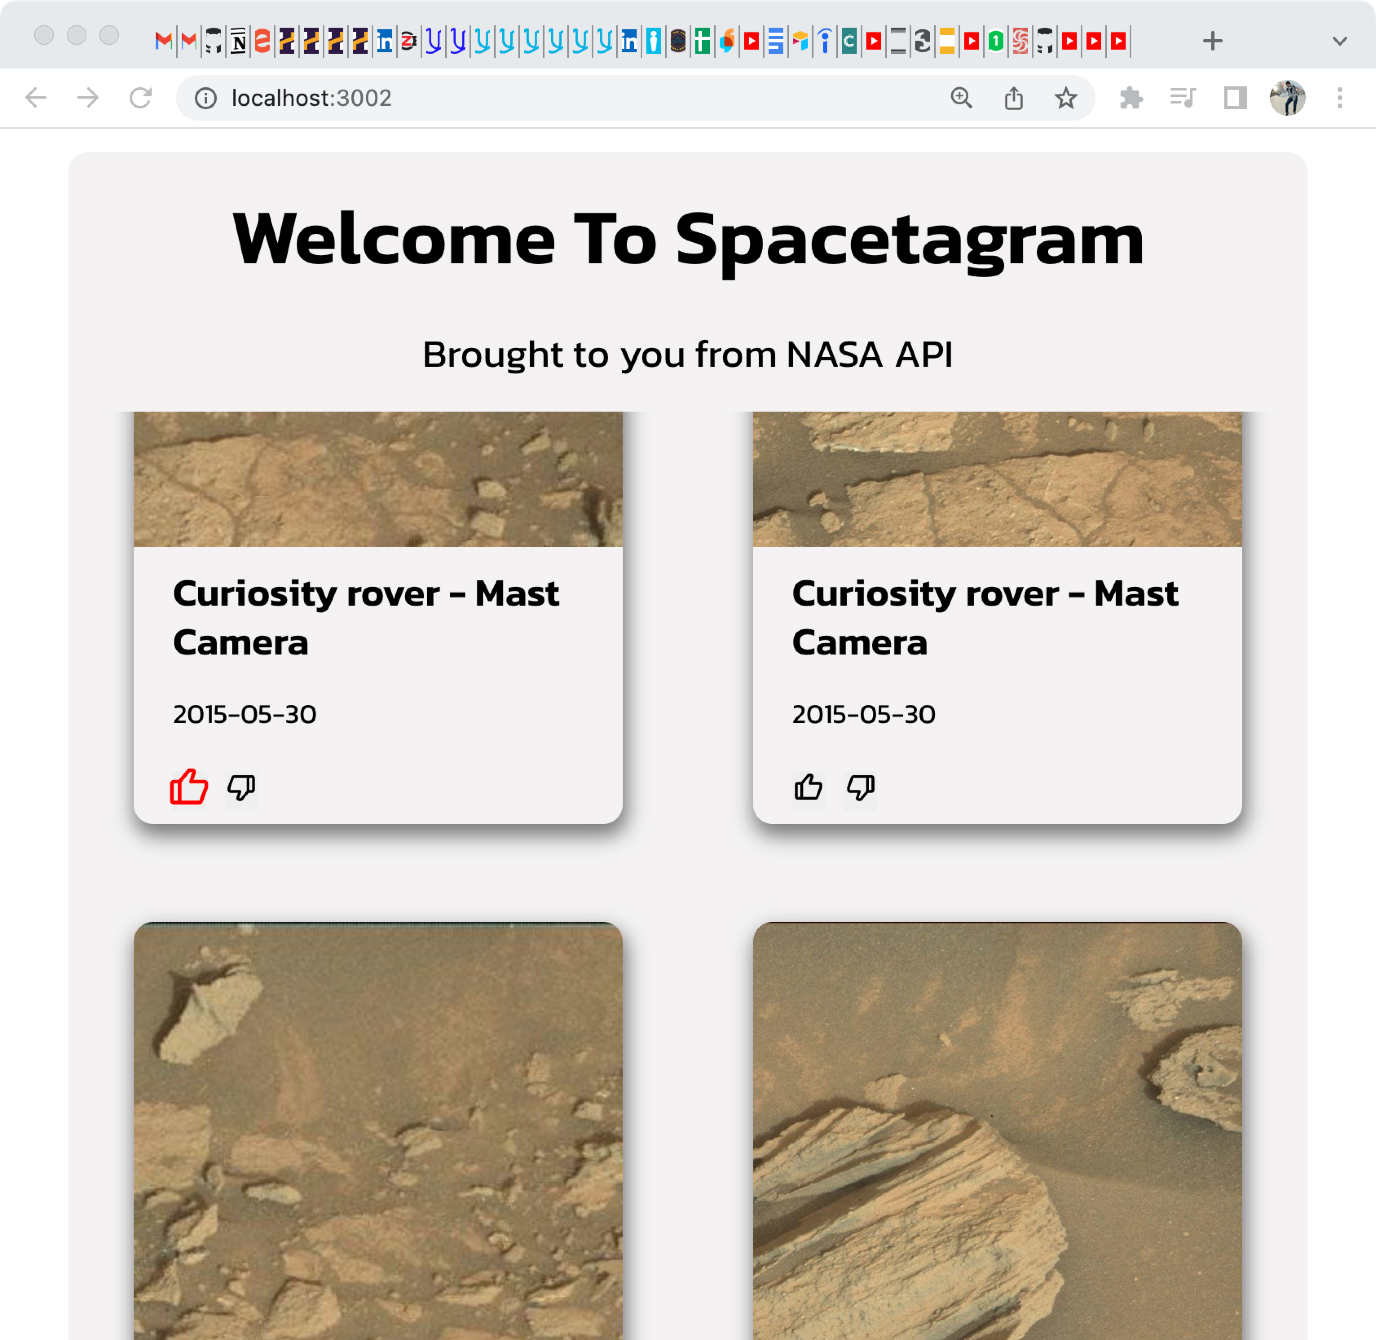 localhost:3002
Welcome To Spacetagram
Brought to you from NASA API
Curiosity rover - Mast
Camera
2015-05-30
Curiosity rover - Mast
Camera
2015-05-30